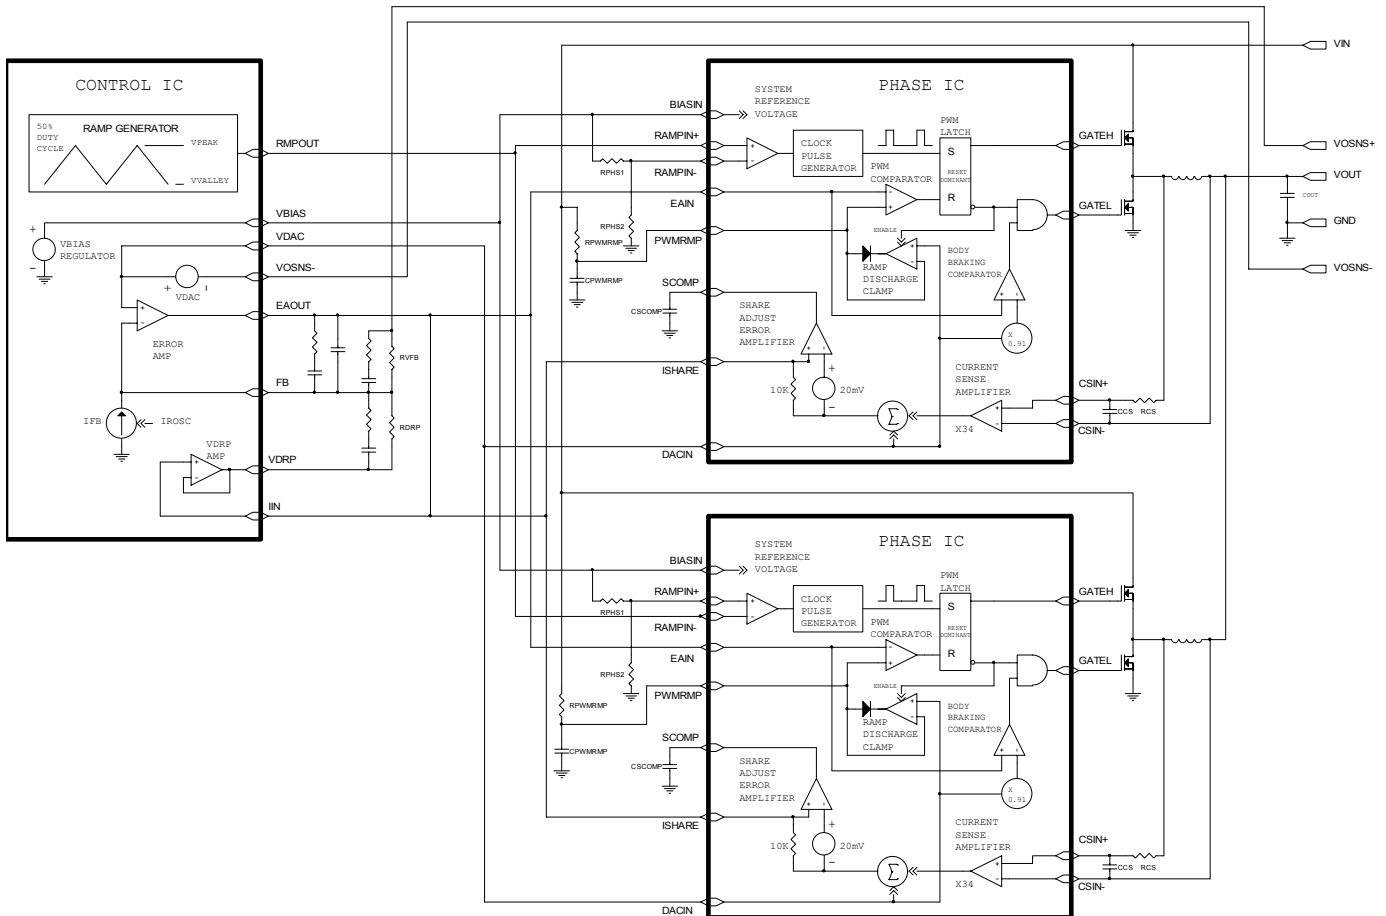 CONTROL IC
50%
DUTY
CYCLE
RAMP GENERATOR
VPEAK
VVALLEY
RMPOUT
VBIAS
+
VBIAS
REGULATOR
-
VDAC
VOSNS-
+ -
VDAC
EAOUT
+
-
ERROR
AMP
FB
IFB
IROSC
VDRP
AMP
+
-
VDRP
IIN
RVFB
RDRP
VIN
VOSNS+
VOUT
COUT
GND
VOSNS-
PHASE IC
BIASIN
SYSTEM
REFERENCE
VOLTAGE
RAMPIN+
RAMPIN-
RPHS1
RPHS2
+
-
CLOCK
PULSE
GENERATOR
PWM
LATCH
S
RESET
DOMINANT
R
GATEH
EAIN
PWM
COMPARATOR
-
+
GATEL
PWMRMP
RPWMRMP
CPWMRMP
ENABLE
+
-
RAMP
DISCHARGE
CLAMP
BODY
BRAKING
COMPARATOR
+ -
SCOMP
CSCOMP
SHARE
ADJUST
ERROR
AMPLIFIER
+ -
X
0.91
ISHARE
10K
+
20mV
-
CURRENT
SENSE
AMPLIFIER
+
-
X34
Σ
CSIN+
CCS RCS
CSIN-
DACIN
PHASE IC
BIASIN
SYSTEM
REFERENCE
VOLTAGE
RAMPIN+
RAMPIN-
RPHS1
RPHS2
+
-
CLOCK
PULSE
GENERATOR
PWM
LATCH
S
RESET
DOMINANT
R
GATEH
EAIN
PWM
COMPARATOR
-
+
GATEL
PWMRMP
RPWMRMP
CPWMRMP
ENABLE
+
-
RAMP
DISCHARGE
CLAMP
BODY
BRAKING
COMPARATOR
+ -
SCOMP
CSCOMP
SHARE
ADJUST
ERROR
AMPLIFIER
+ -
X
0.91
ISHARE
10K
+
20mV
-
CURRENT
SENSE
AMPLIFIER
+
-
X34
Σ
CSIN+
CCS RCS
CSIN-
DACIN